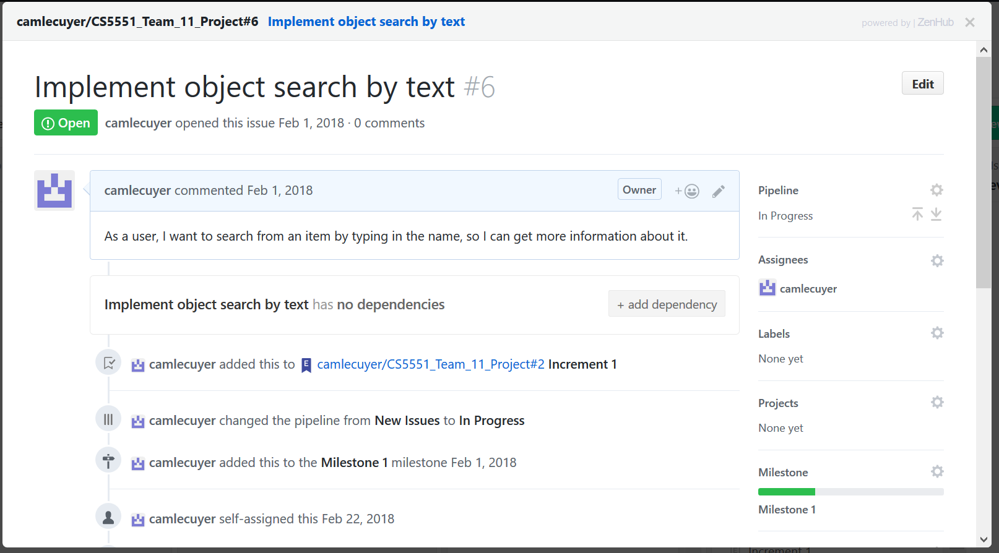 camlecuyer/CS5551_Team_11_Project#6 Implement object search by text
powered by | ZenHub
Implement object search by text #6
Edit
Open camlecuyer opened this issue Feb 1, 2018 · 0 comments
camlecuyer commented Feb 1, 2018
Owner
+
As a user, I want to search from an item by typing in the name, so I can get more information about it.
Implement object search by text has no dependencies
+ add dependency
E
camlecuyer added this to camlecuyer/CS5551_Team_11_Project#2 Increment 1
camlecuyer changed the pipeline from New Issues to In Progress
camlecuyer added this to the Milestone 1 milestone Feb 1, 2018
camlecuyer self-assigned this Feb 22, 2018
Pipeline
In Progress
Assignees
camlecuyer
Labels
None yet
Projects
None yet
Milestone
Milestone 1
Increment 1